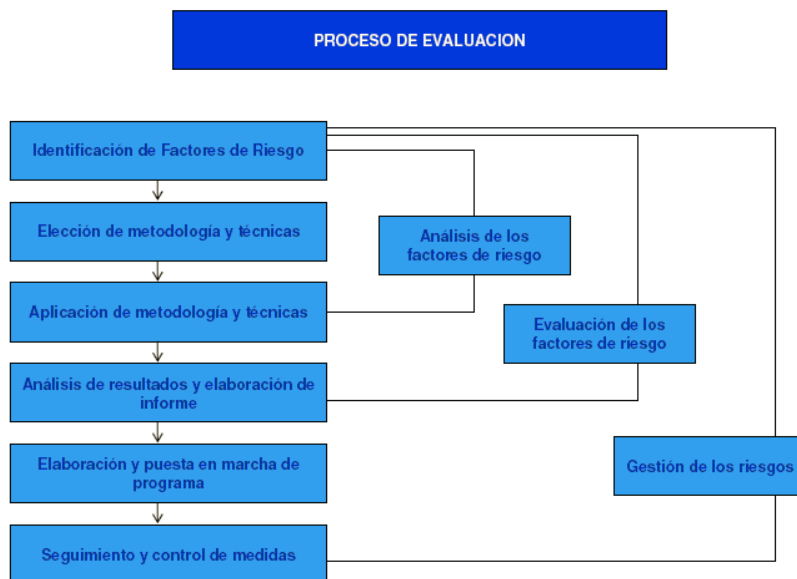 PROCESO DE EVALUACION
Identificación de Factores de Riesgo
Elección de metodología y técnicas
Análisis de los
factores de riesgo
Aplicación de metodología y técnicas
Evaluación de los
factores de riesgo
Análisis de resultados y elaboración de
informe
Elaboración y puesta en marcha de
programa
Gestión de los riesgos
Seguimiento y control de medidas